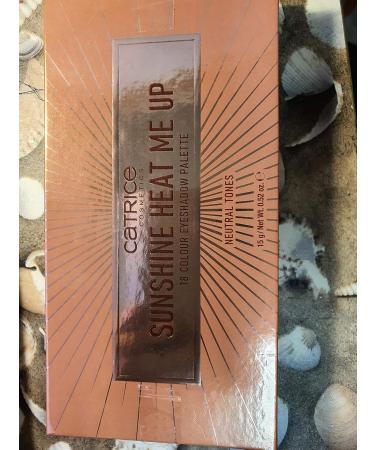 CATRICE
COSMETICS
SUNSHINE HEAT ME UP
18 COLOUR EYESHADOW PALETTE
NEUTRAL TONES
15 g / Net Wt. 0.52 oz. ℮